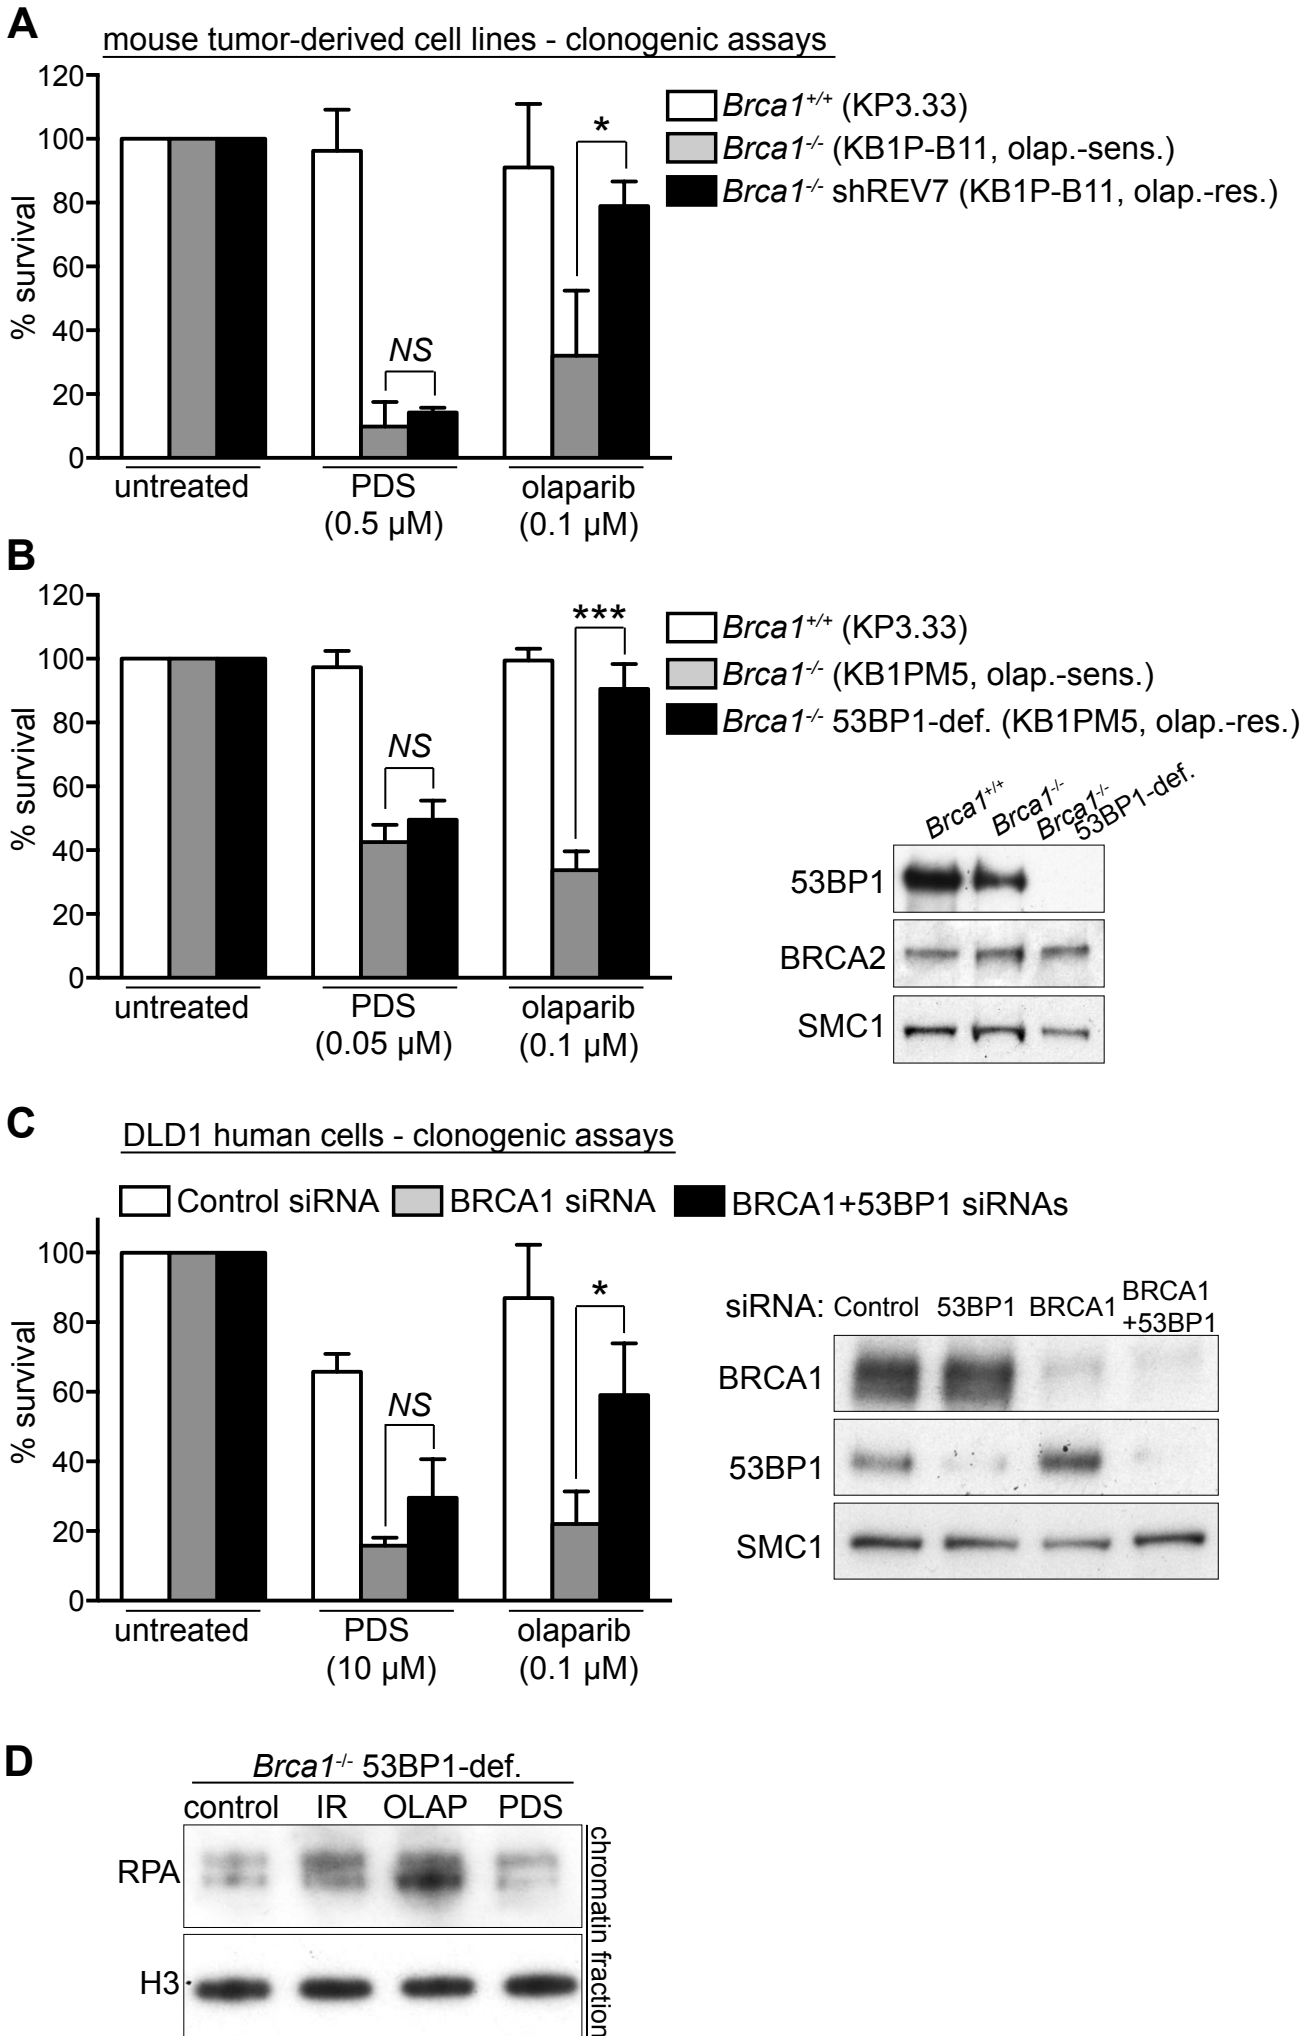 A
mouse tumor-derived cell lines - clonogenic assays
% survival
120
100
80
60
40
20
0
NS
*
untreated
PDS
(0.5 µM)
olaparib
(0.1 µM)
Brca1+/+ (KP3.33)
Brca1-/- (KB1P-B11, olap.-sens.)
Brca1-/- shREV7 (KB1P-B11, olap.-res.)
B
% survival
120
100
80
60
40
20
0
NS
***
untreated
PDS
(0.05 µM)
olaparib
(0.1 µM)
Brca1+/+ (KP3.33)
Brca1-/- (KB1PM5, olap.-sens.)
Brca1-/- 53BP1-def. (KB1PM5, olap.-res.)
Brca1+/+
Brca1-/-
Brca1-/-
53BP1-def.
53BP1
BRCA2
SMC1
C
DLD1 human cells - clonogenic assays
Control siRNA BRCA1 siRNA BRCA1+53BP1 siRNAs
% survival
100
80
60
40
20
0
NS
*
untreated
PDS
(10 µM)
olaparib
(0.1 µM)
siRNA: Control 53BP1 BRCA1 BRCA1
+53BP1
BRCA1
53BP1
SMC1
D
Brca1-/- 53BP1-def.
control IR OLAP PDS
RPA
H3
chromatin fraction